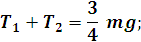 T₁ + T₂ = 3/4 mg;